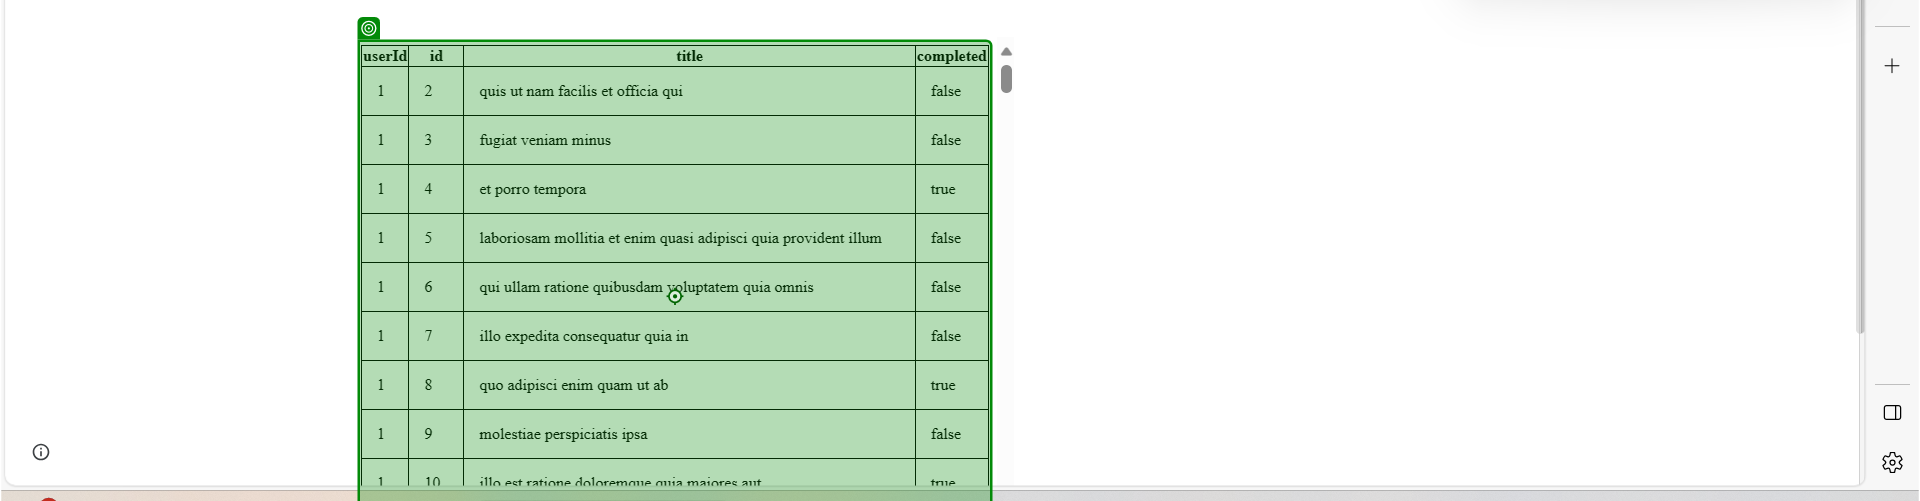 userId id title completed
1 2 quis ut nam facilis et officia qui false
1 3 fugiat veniam minus false
1 4 et porro tempora true
1 5 laboriosam mollitia et enim quasi adipisci quia provident illum false
1 6 qui ullam ratione quibusdam voluptatem quia omnis false
1 7 illo expedita consequatur quia in false
1 8 quo adipisci enim quam ut ab true
1 9 molestiae perspiciatis ipsa false
1 10 illo est ratione doloremque quia maiores aut true